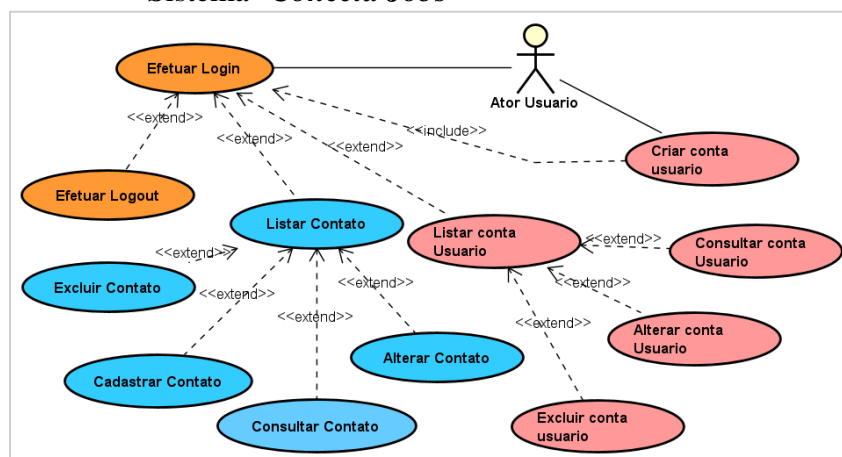 Efetuar Login
Ator Usuario
<<extend>>
<<extend>>
<<extend>>
<<include>>
Criar conta
usuario
Efetuar Logout
Listar Contato
Listar conta
Usuario
<<extend>>
Consultar conta
Usuario
<<extend>>
Excluir Contato
<<extend>>
<<extend>>
<<extend>>
<<extend>>
<<extend>>
Alterar conta
Usuario
Alterar Contato
Cadastrar Contato
Consultar Contato
Excluir conta
usuario